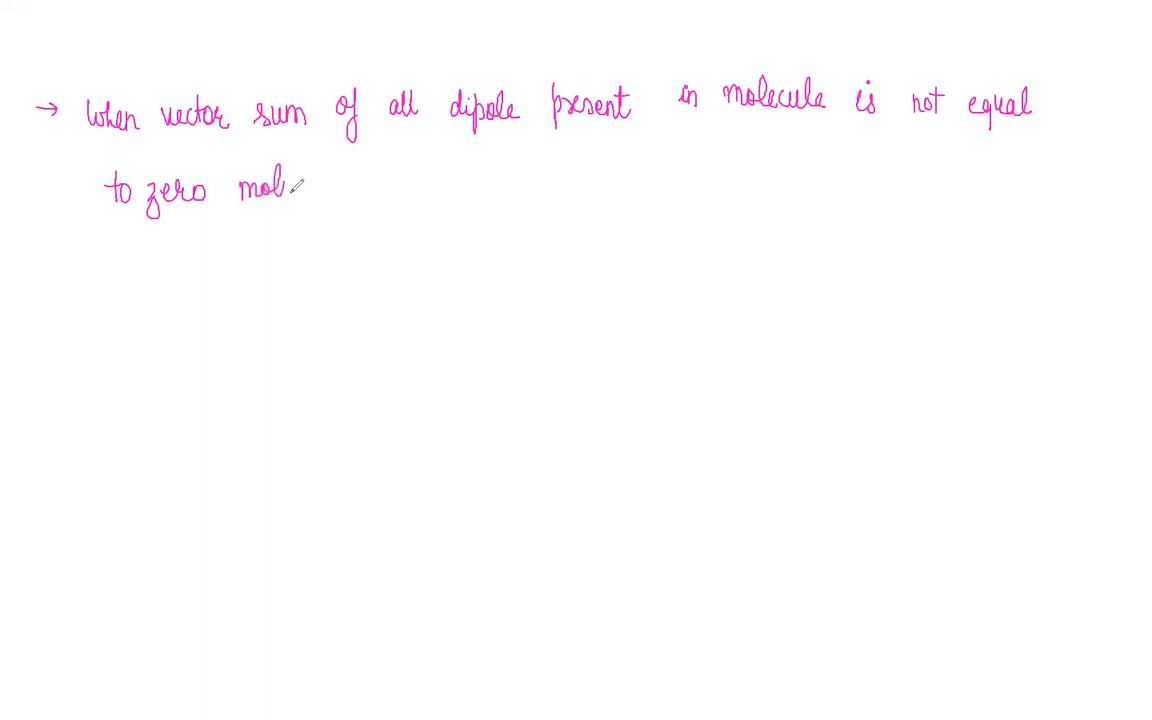 → When vector sum of all dipole present in molecule is not equal
to zero mol